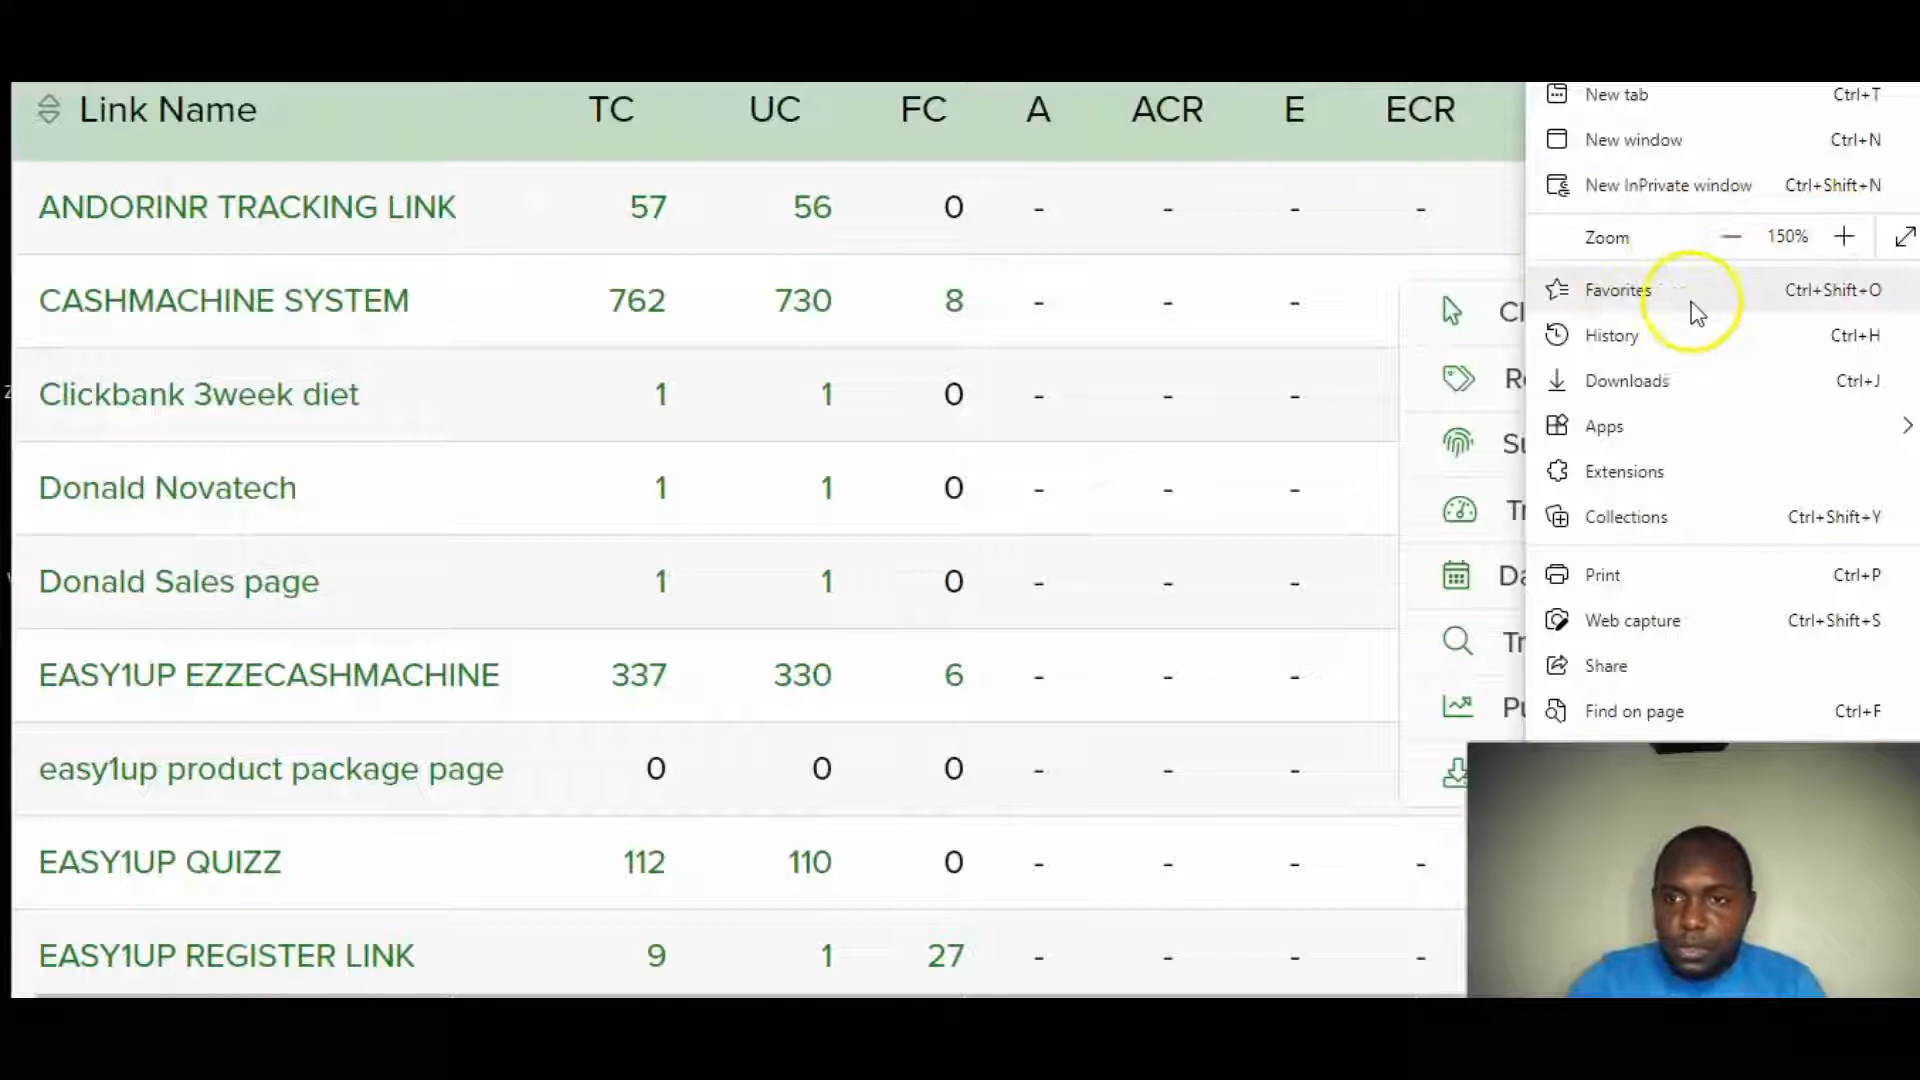 Link Name TC UC FC A ACR E ECR
ANDORINR TRACKING LINK 57 56 0 - - - -
CASHMACHINE SYSTEM 762 730 8 - - -
Clickbank 3week diet 1 1 0 - - -
Donald Novatech 1 1 0 - - -
Donald Sales page 1 1 0 - - -
EASY1UP EZZECASHMACHINE 337 330 6 - - -
easy1up product package page 0 0 0 - - -
EASY1UP QUIZZ 112 110 0 - - - -
EASY1UP REGISTER LINK 9 1 27 - - - -
New tab Ctrl+T
New window Ctrl+N
New InPrivate window Ctrl+Shift+N
Zoom — 150% +
Favorites Ctrl+Shift+O
History Ctrl+H
Downloads Ctrl+J
Apps
Extensions
Collections Ctrl+Shift+Y
Print Ctrl+P
Web capture Ctrl+Shift+S
Share
Find on page Ctrl+F